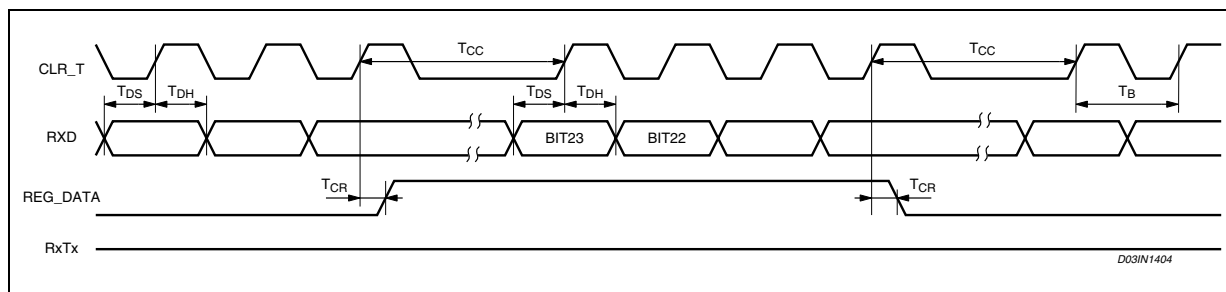 CLR_T
TCC
TCC
TDS
TDH
TDS
TDH
TB
RXD
BIT23
BIT22
TCR
TCR
REG_DATA
RxTx
D03IN1404